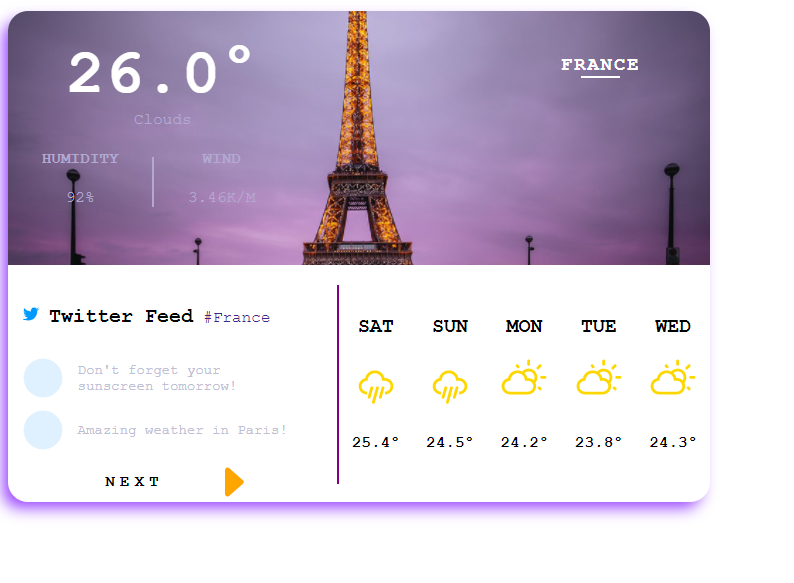 26.0°
FRANCE
Clouds
HUMIDITY
WIND
92%
3.46K/M
Twitter Feed #France
Don't forget your
sunscreen tomorrow!
Amazing weather in Paris!
NEXT
SAT SUN MON TUE WED
25.4° 24.5° 24.2° 23.8° 24.3°